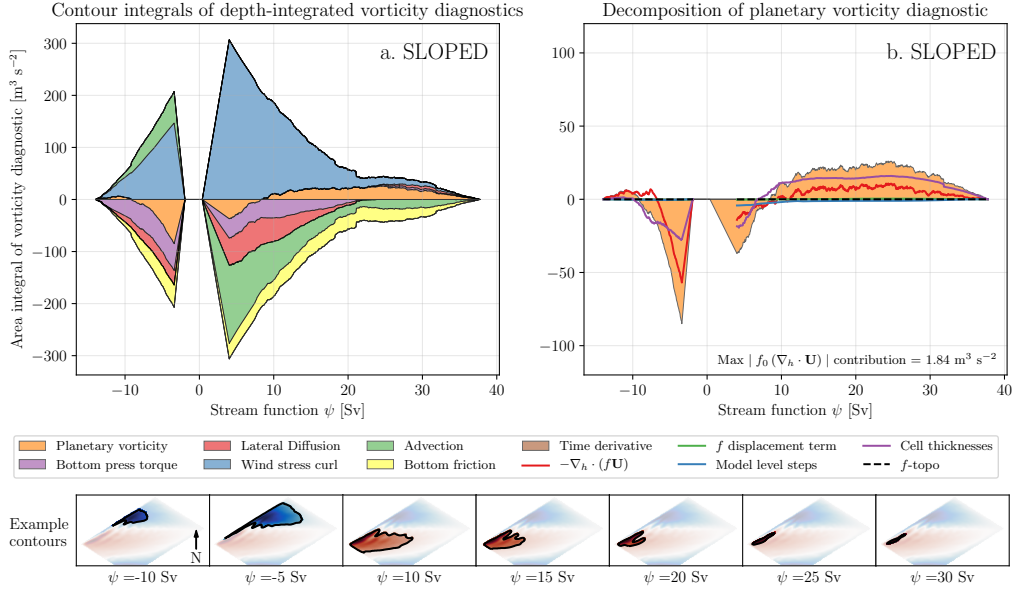 Contour integrals of depth-integrated vorticity diagnostics
Decomposition of planetary vorticity diagnostic
a. SLOPED
b. SLOPED
Area integral of vorticity diagnostic [m³ s⁻²]
300
200
100
0
−100
−200
−300
−10
0
10
20
30
Stream function ψ [Sv]
100
50
0
−50
−100
Max | f₀ (∇ₕ · U) | contribution = 1.84 m³ s⁻²
−10
0
10
20
30
40
Stream function ψ [Sv]
Planetary vorticity
Lateral Diffusion
Advection
Time derivative
f displacement term
Cell thicknesses
Bottom press torque
Wind stress curl
Bottom friction
−∇ₕ · (fU)
Model level steps
f-topo
Example
contours
N
ψ =-10 Sv
ψ =-5 Sv
ψ =10 Sv
ψ =15 Sv
ψ =20 Sv
ψ =25 Sv
ψ =30 Sv